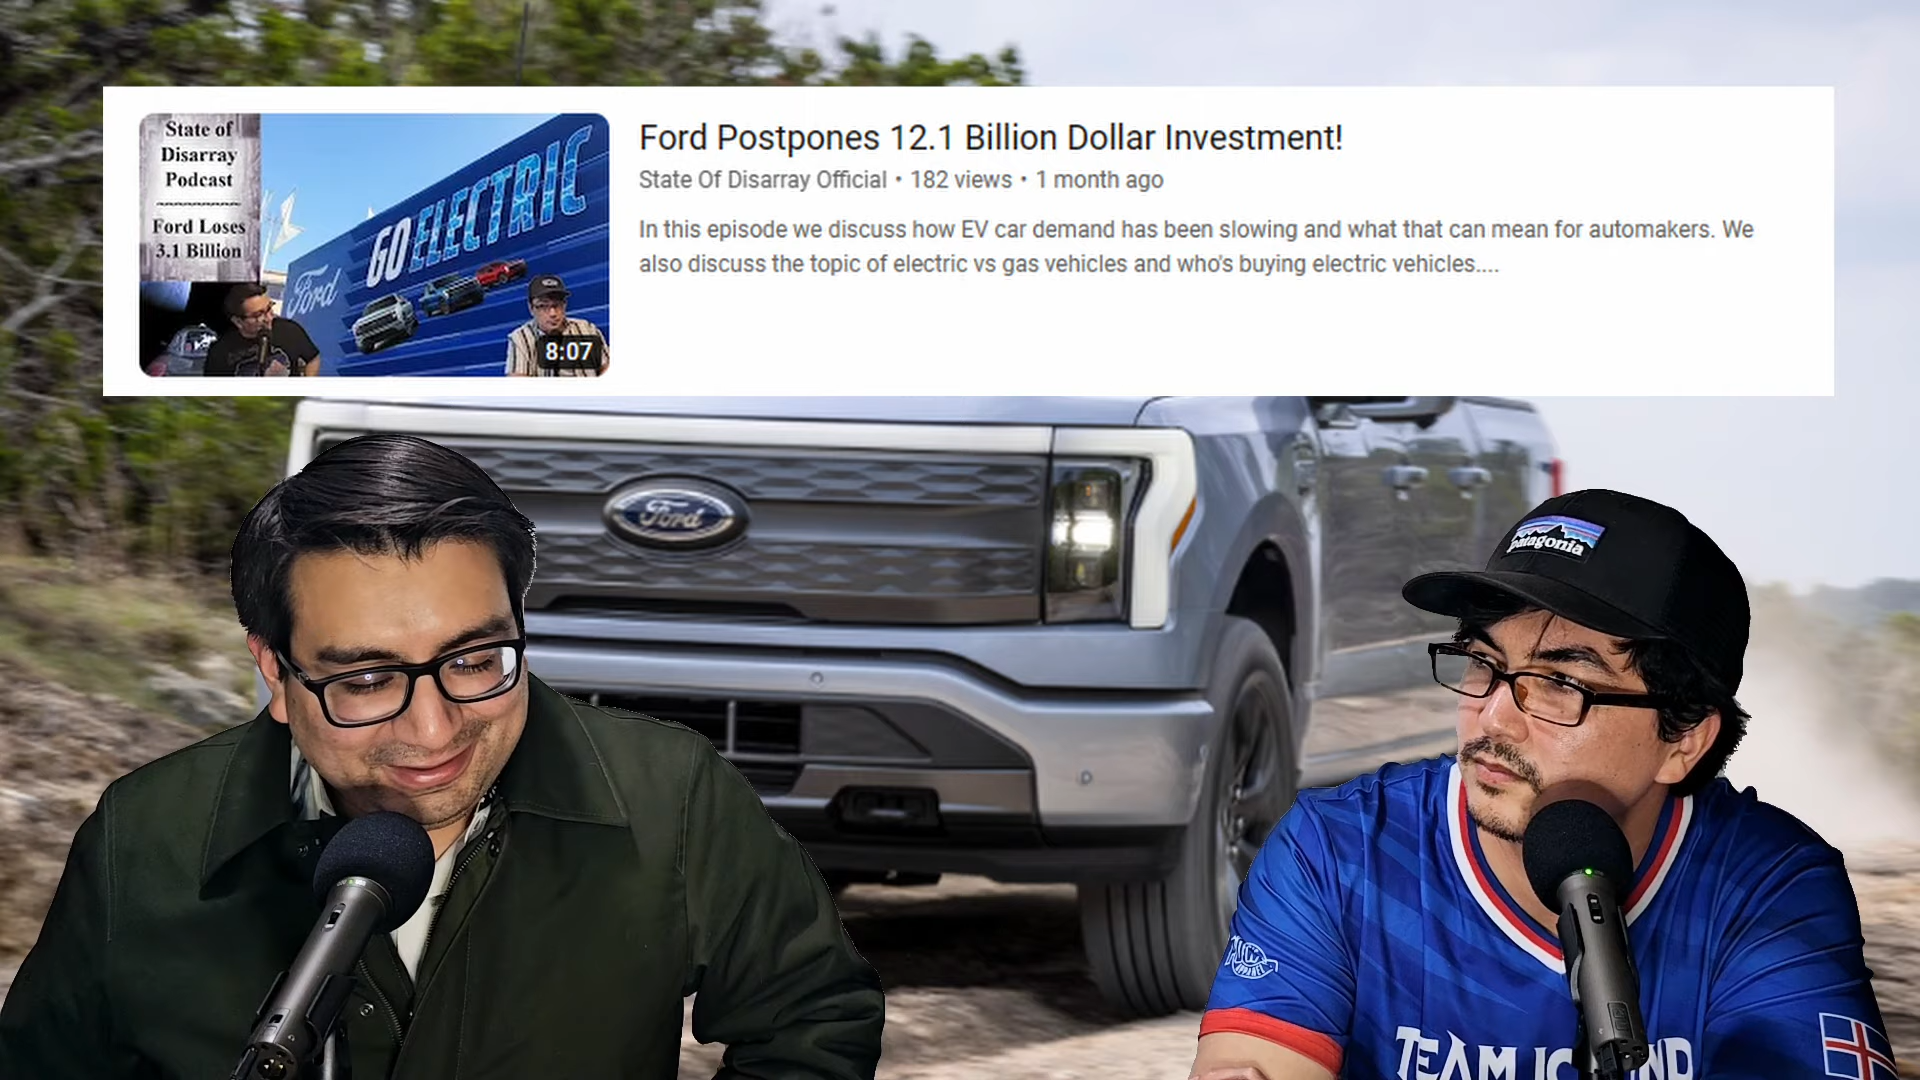 State of
Disarray
Podcast
Ford Loses
3.1 Billion
GO ELECTRIC
Ford
8:07
Ford Postpones 12.1 Billion Dollar Investment!
State Of Disarray Official • 182 views • 1 month ago
In this episode we discuss how EV car demand has been slowing and what that can mean for automakers. We
also discuss the topic of electric vs gas vehicles and who's buying electric vehicles....
Ford
patagonia
TEAM